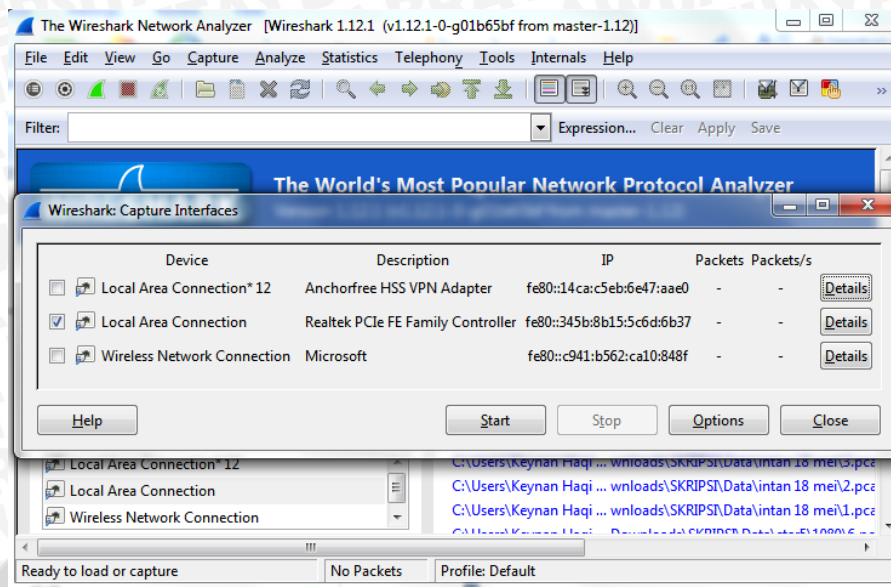 The Wireshark Network Analyzer [Wireshark 1.12.1 (v1.12.1-0-g01b65bf from master-1.12)]
File Edit View Go Capture Analyze Statistics Telephony Tools Internals Help
Filter: Expression... Clear Apply Save
The World's Most Popular Network Protocol Analyzer
Wireshark: Capture Interfaces
Device Description IP Packets Packets/s
Local Area Connection* 12 Anchorfree HSS VPN Adapter fe80::14ca:c5eb:6e47:aae0 - - Details
Local Area Connection Realtek PCIe FE Family Controller fe80::345b:8b15:5c6d:6b37 - - Details
Wireless Network Connection Microsoft fe80::c941:b562:ca10:848f - - Details
Help Start Stop Options Close
Local Area Connection* 12 C:\Users\Keynan Haqi ... wnloads\SKRIPSI\Data\intan 18 mei\3.pca
Local Area Connection C:\Users\Keynan Haqi ... wnloads\SKRIPSI\Data\intan 18 mei\2.pca
Wireless Network Connection C:\Users\Keynan Haqi ... wnloads\SKRIPSI\Data\intan 18 mei\1.pca
Ready to load or capture No Packets Profile: Default